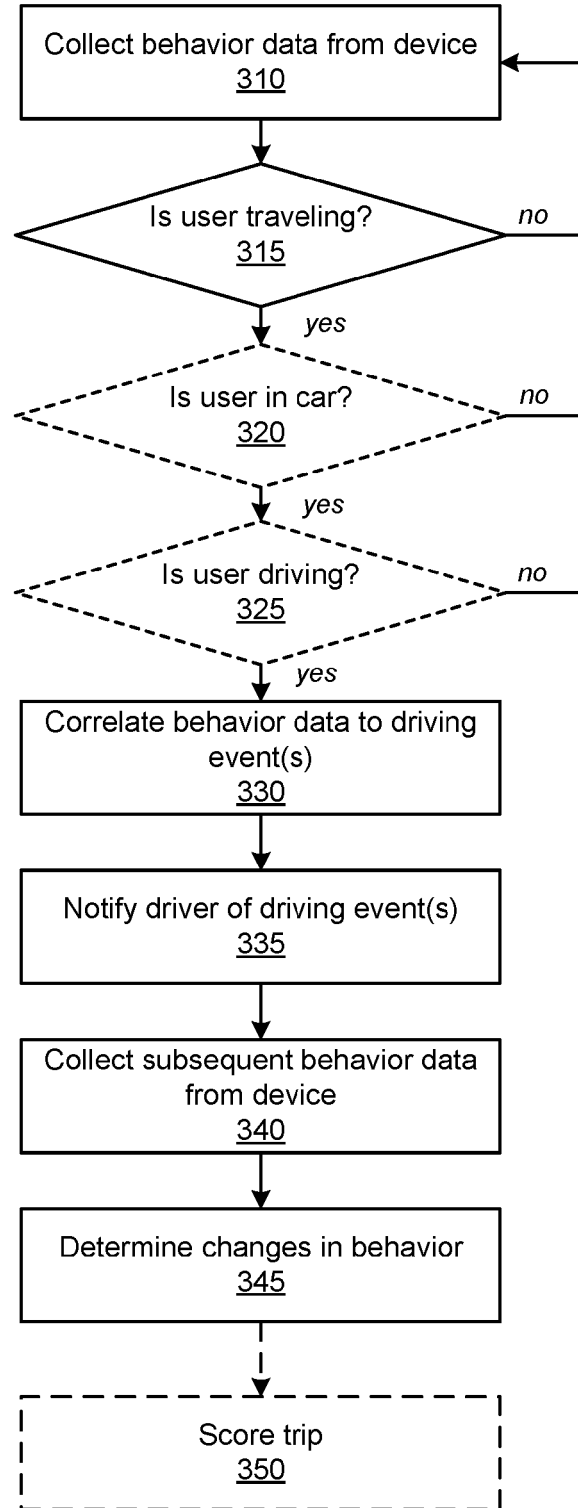 Collect behavior data from device
310
Is user traveling?
315
no
yes
Is user in car?
320
no
yes
Is user driving?
325
no
yes
Correlate behavior data to driving
event(s)
330
Notify driver of driving event(s)
335
Collect subsequent behavior data
from device
340
Determine changes in behavior
345
Score trip
350